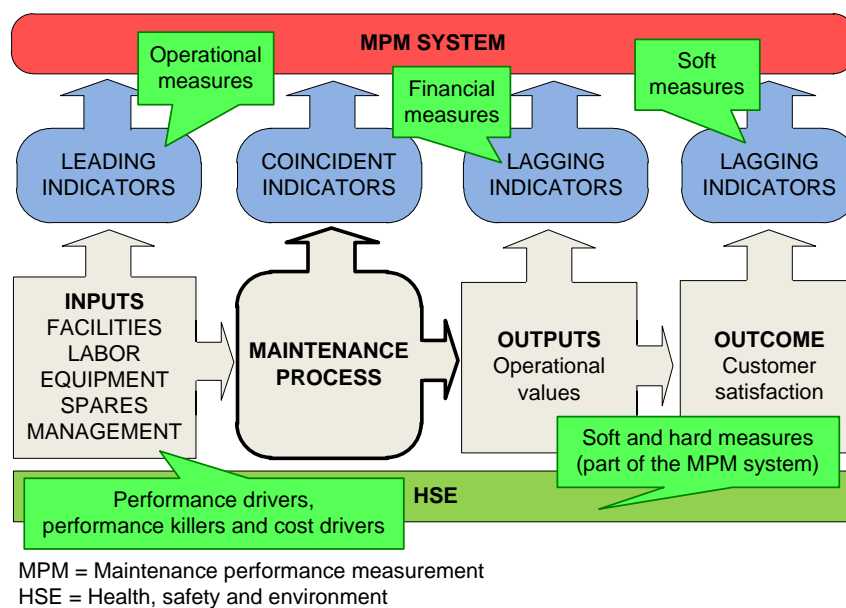 MPM SYSTEM
Operational
measures
Financial
measures
Soft
measures
LEADING
INDICATORS
COINCIDENT
INDICATORS
LAGGING
INDICATORS
LAGGING
INDICATORS
INPUTS
FACILITIES
LABOR
EQUIPMENT
SPARES
MANAGEMENT
MAINTENANCE
PROCESS
OUTPUTS
Operational
values
OUTCOME
Customer
satisfaction
Soft and hard measures
(part of the MPM system)
Performance drivers,
performance killers and cost drivers
HSE
MPM = Maintenance performance measurement
HSE = Health, safety and environment